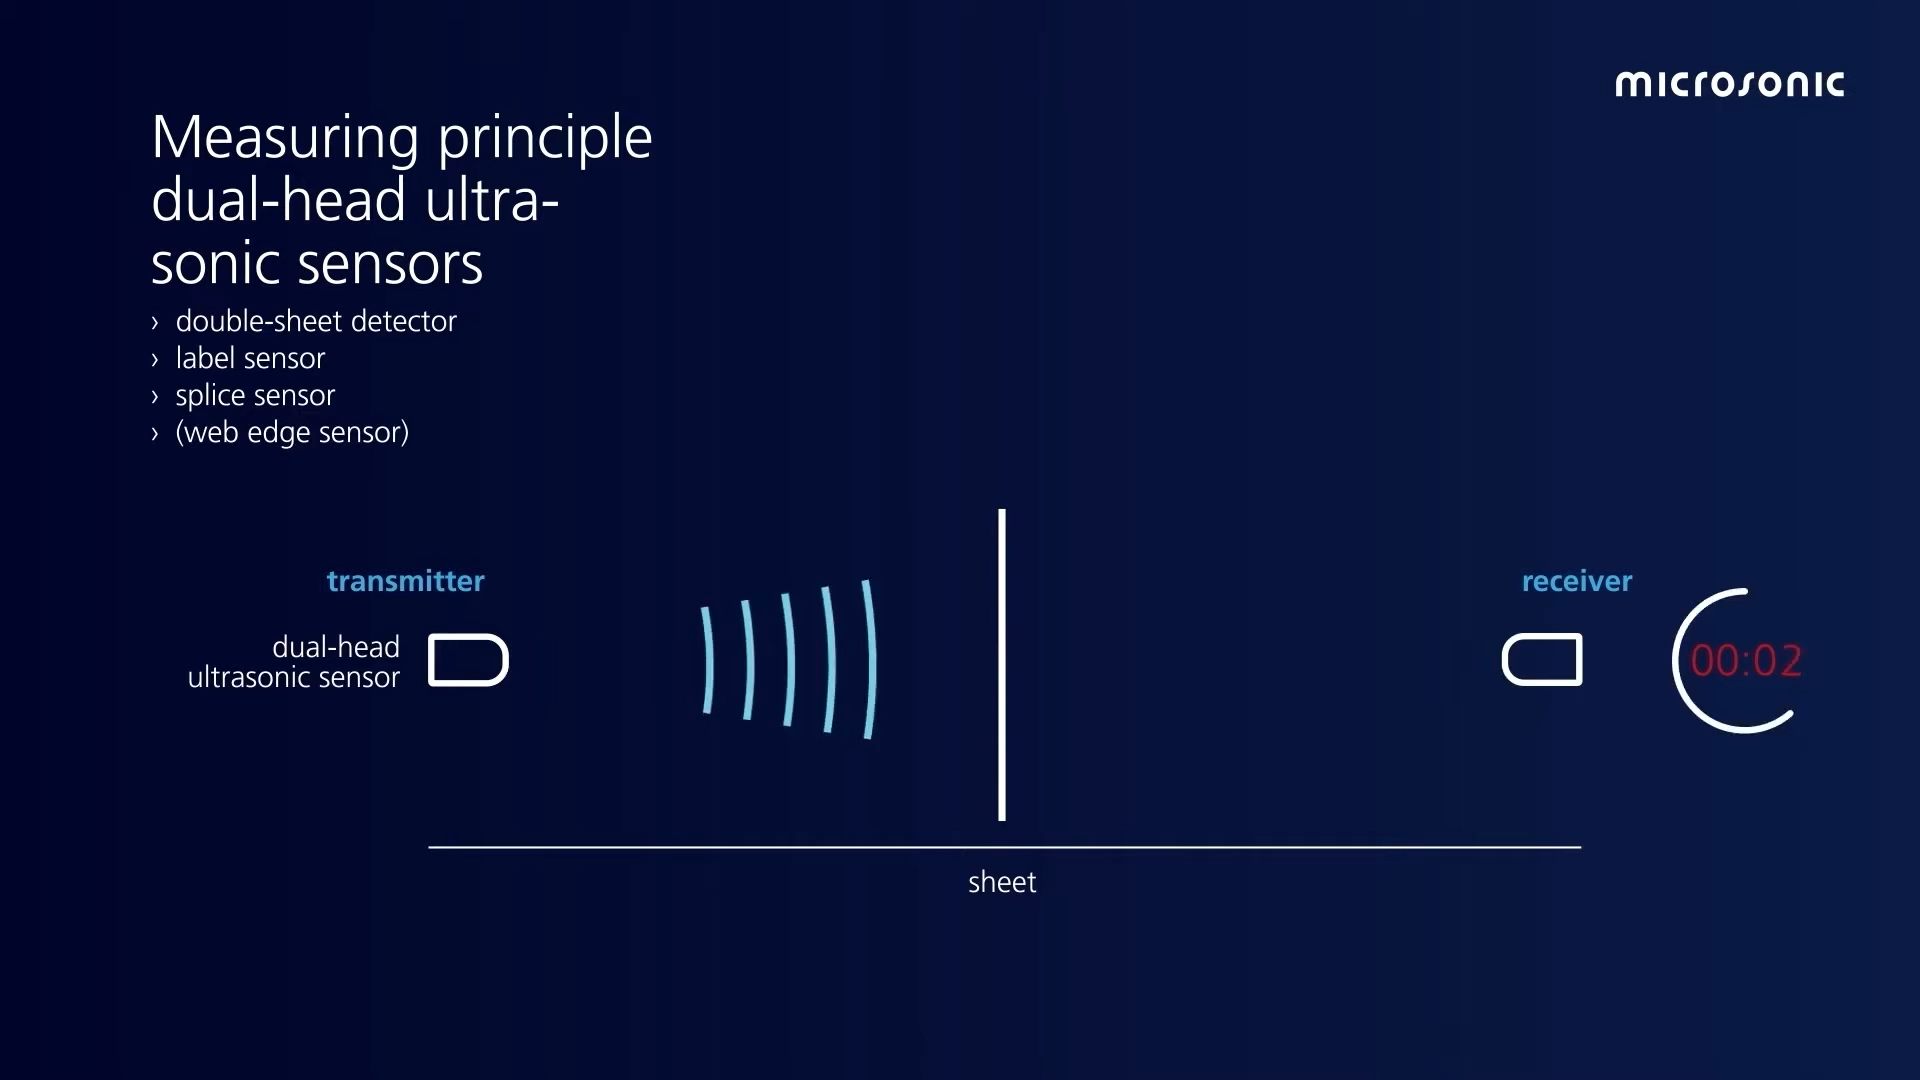 microsonic
Measuring principle
dual-head ultra-
sonic sensors
› double-sheet detector
› label sensor
› splice sensor
› (web edge sensor)
transmitter
receiver
dual-head
ultrasonic sensor
00:02
sheet